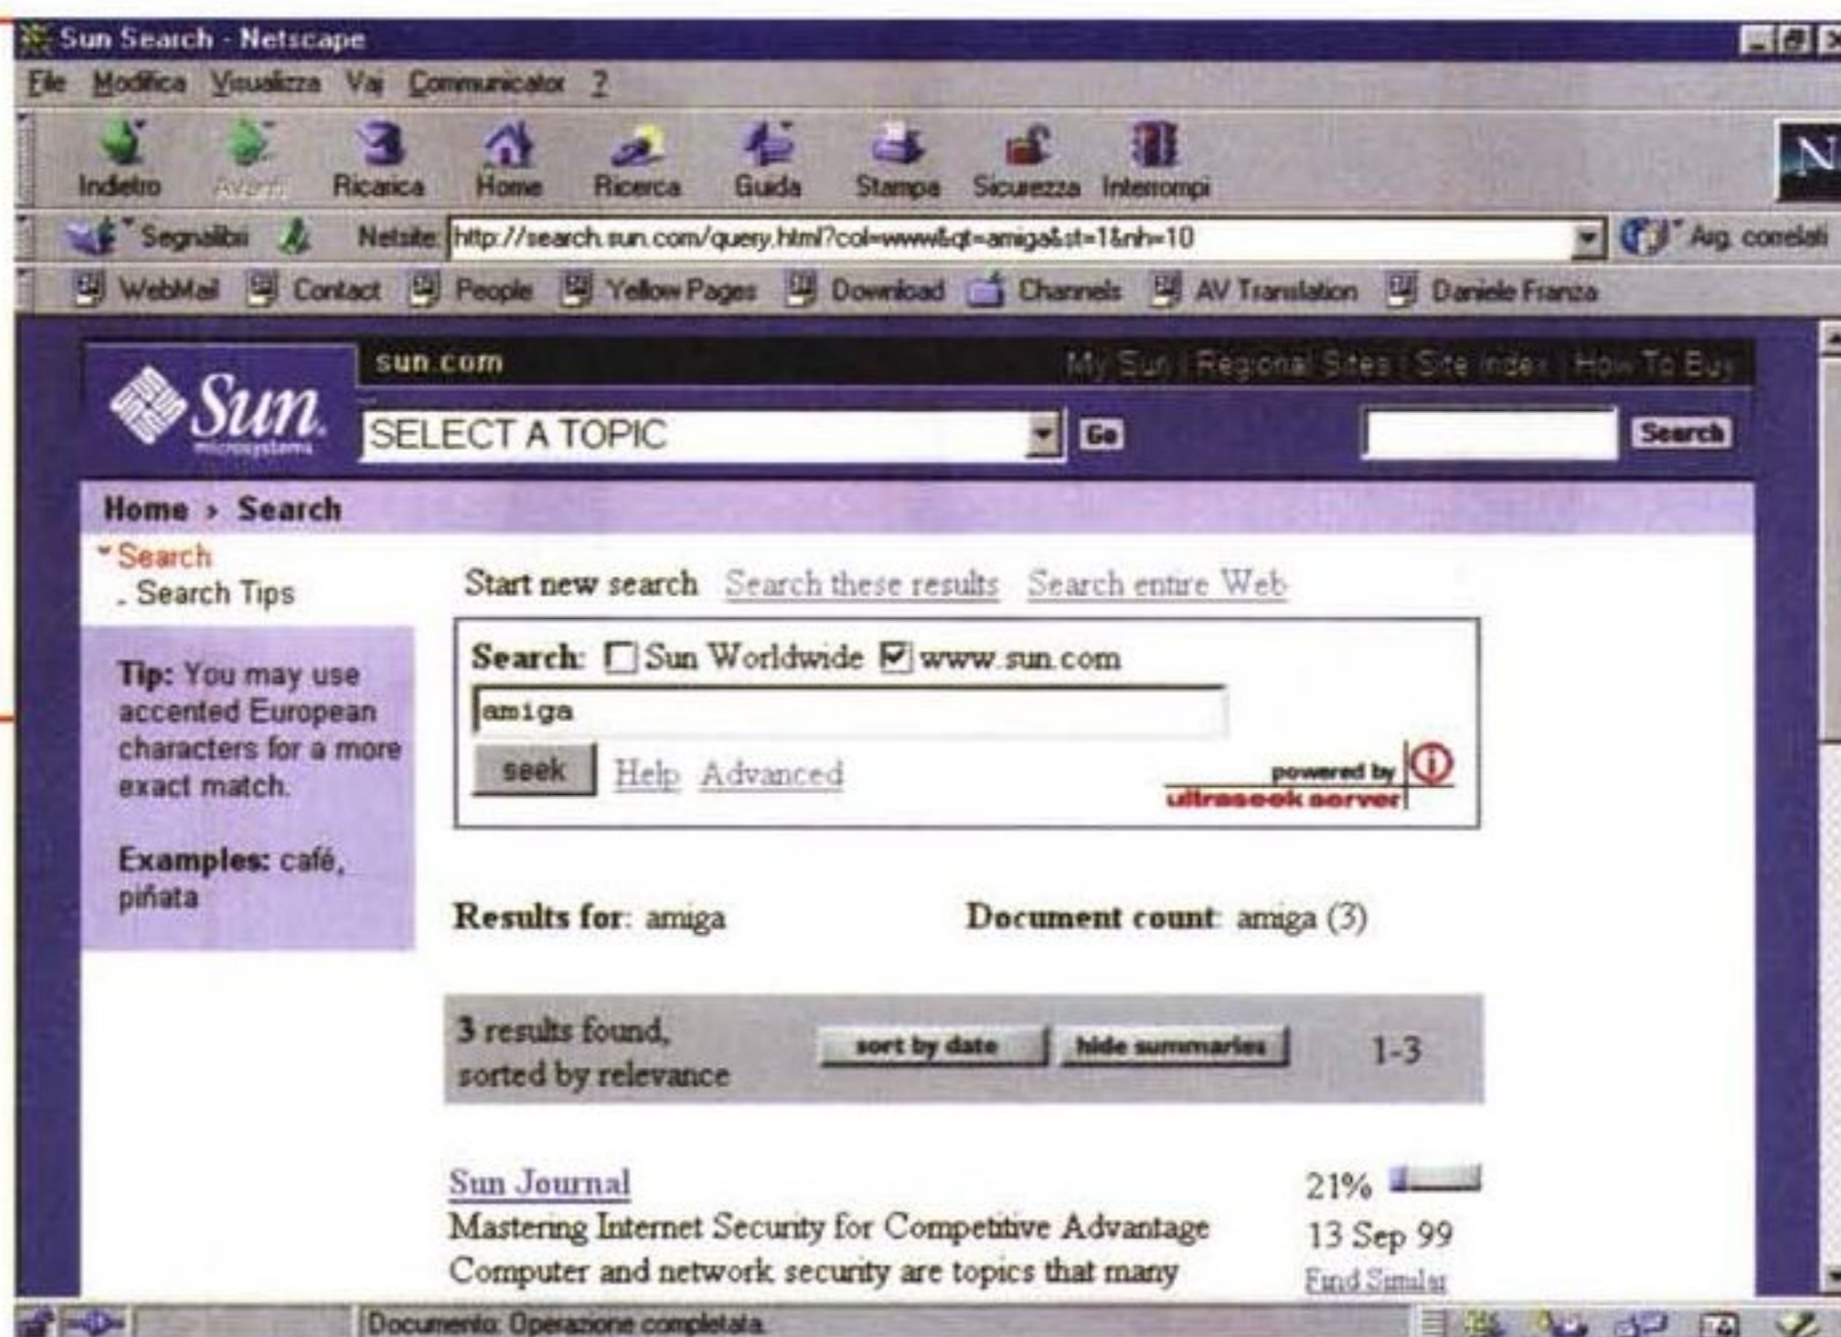 Sun Search - Netscape
File Modifica Visualizza Vai Communicator ?
Indietro Avanti Ricarica Home Ricerca Guida Stampa Sicurezza Interrompi
Segnalibri Netsite: http://search.sun.com/query.html?col=www&qt=amiga&st=1&nh=10 Arg. correlati
WebMail Contact People Yellow Pages Download Channels AV Translation Daniele Franza
sun.com My Sun | Regional Sites | Site Index | How To Buy
Sun microsystems
SELECT A TOPIC Go Search
Home > Search
Search
Search Tips
Start new search Search these results Search entire Web
Tip: You may use
accented European
characters for a more
exact match.
Examples: café,
piñata
Search: Sun Worldwide www.sun.com
amiga
seek Help Advanced
powered by
ultraseek server
Results for: amiga Document count: amiga (3)
3 results found,
sorted by relevance
sort by date hide summaries 1-3
Sun Journal 21%
Mastering Internet Security for Competitive Advantage 13 Sep 99
Computer and network security are topics that many Find Similar
Documento: Operazione completata.
N